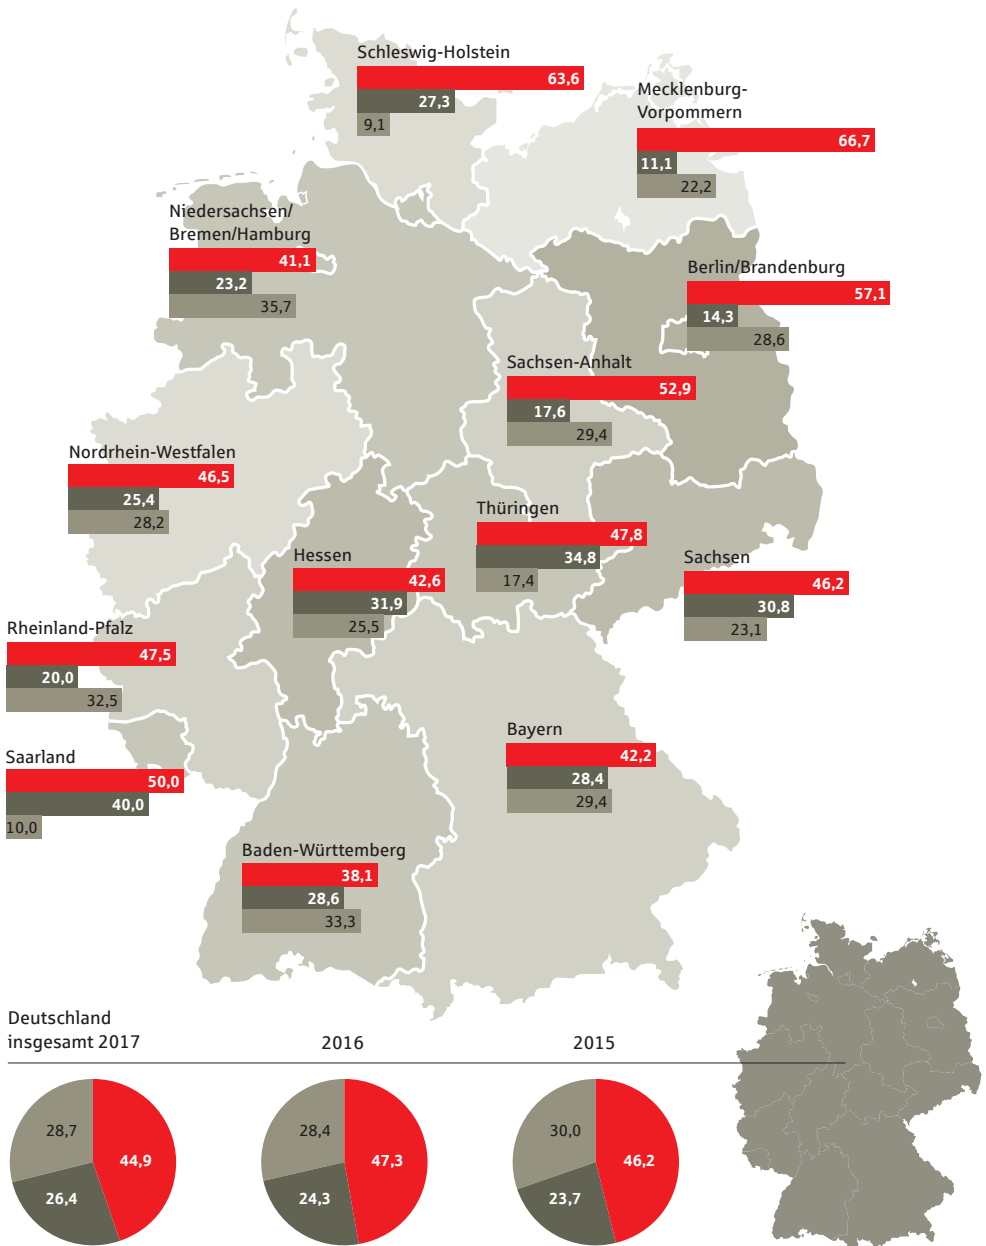 Schleswig-Holstein
63,6
27,3
9,1
Mecklenburg-
Vorpommern
66,7
11,1
22,2
Niedersachsen/
Bremen/Hamburg
41,1
23,2
35,7
Berlin/Brandenburg
57,1
14,3
28,6
Sachsen-Anhalt
52,9
17,6
29,4
Nordrhein-Westfalen
46,5
25,4
28,2
Thüringen
47,8
34,8
17,4
Hessen
42,6
31,9
25,5
Sachsen
46,2
30,8
23,1
Rheinland-Pfalz
47,5
20,0
32,5
Bayern
42,2
28,4
29,4
Saarland
50,0
40,0
10,0
Baden-Württemberg
38,1
28,6
33,3
Deutschland
insgesamt 2017
2016
2015
28,7
44,9
26,4
28,4
47,3
24,3
30,0
46,2
23,7